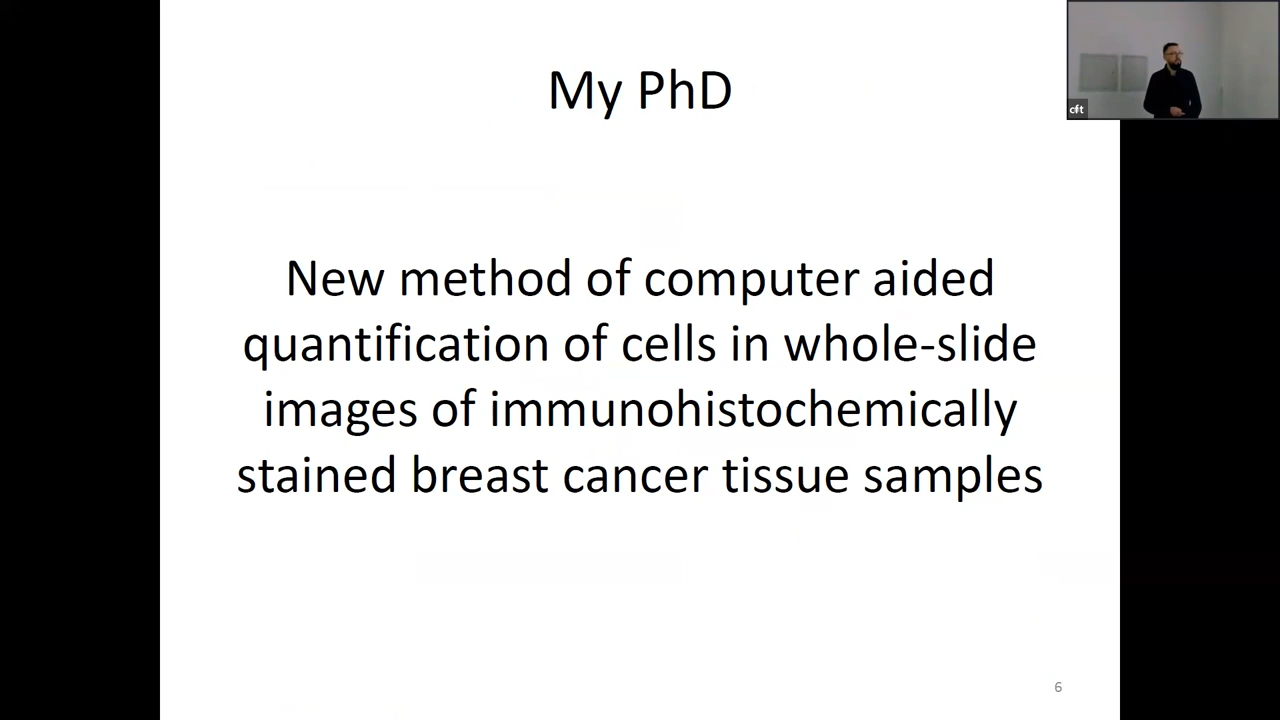 My PhD
cft
New method of computer aided
quantification of cells in whole-slide
images of immunohistochemically
stained breast cancer tissue samples
6